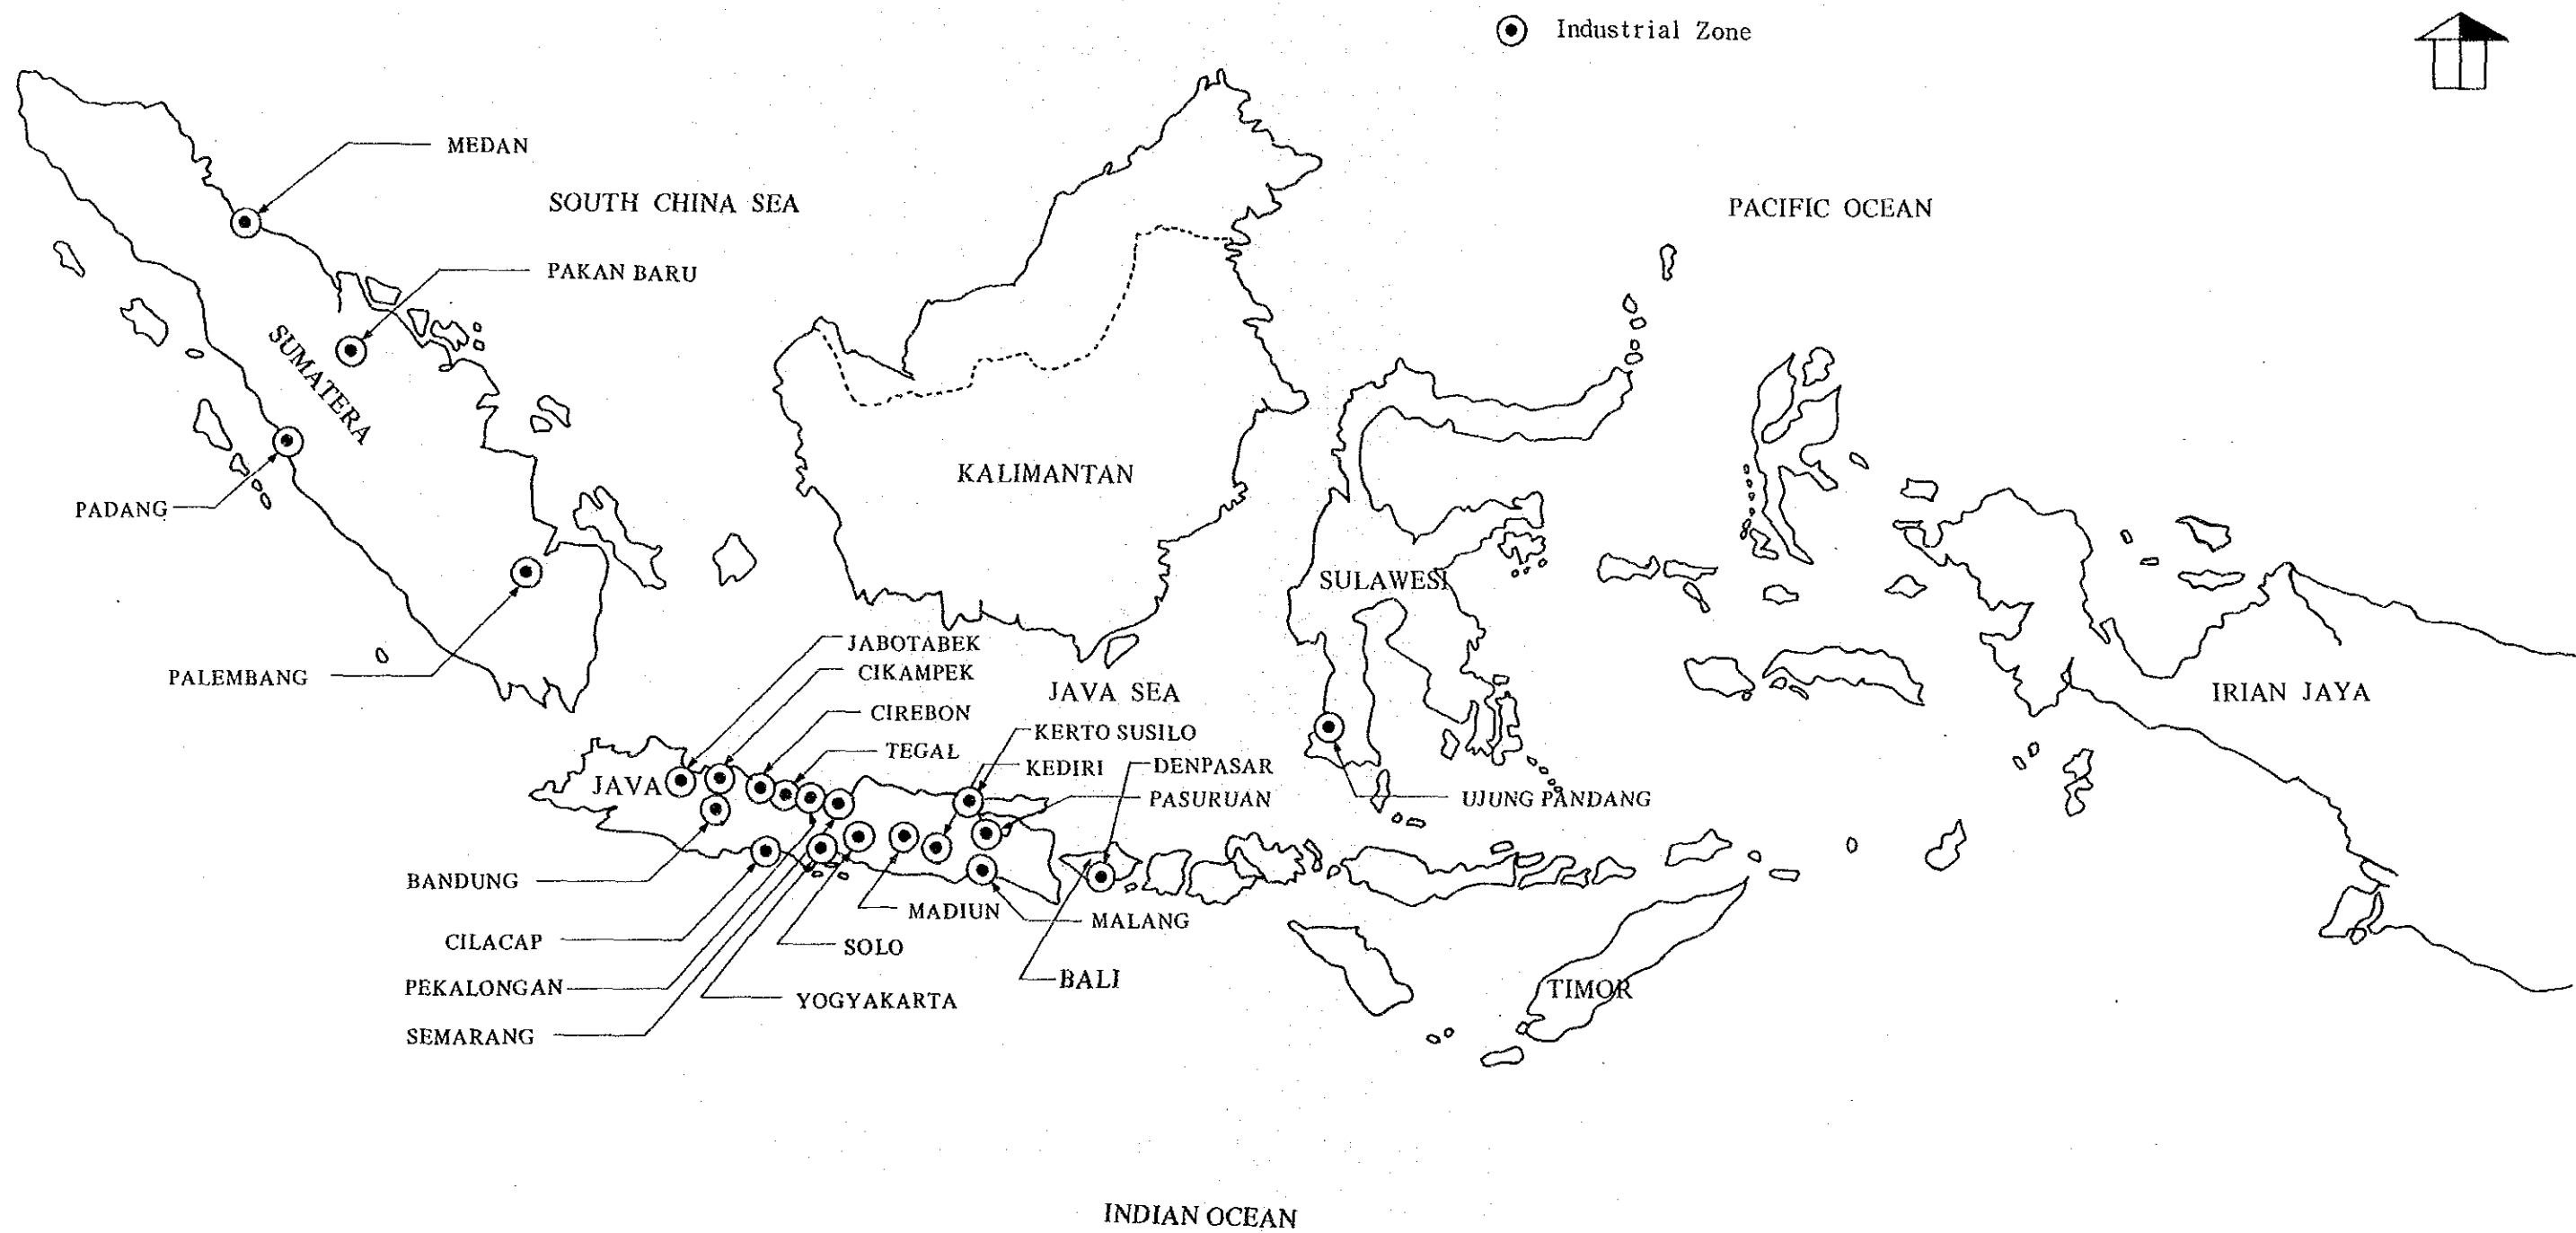 Industrial Zone
MEDAN
SOUTH CHINA SEA
PACIFIC OCEAN
PAKAN BARU
SUMATERA
KALIMANTAN
PADANG
SULAWESI
JABOTABEK
CIKAMPEK
PALEMBANG
JAVA SEA
IRIAN JAYA
CIREBON
KERTO SUSILO
TEGAL
KEDIRI
DENPASAR
JAVA
PASURUAN
UJUNG PANDANG
BANDUNG
MADIUN
MALANG
CILACAP
SOLO
BALI
PEKALONGAN
TIMOR
YOGYAKARTA
SEMARANG
INDIAN OCEAN